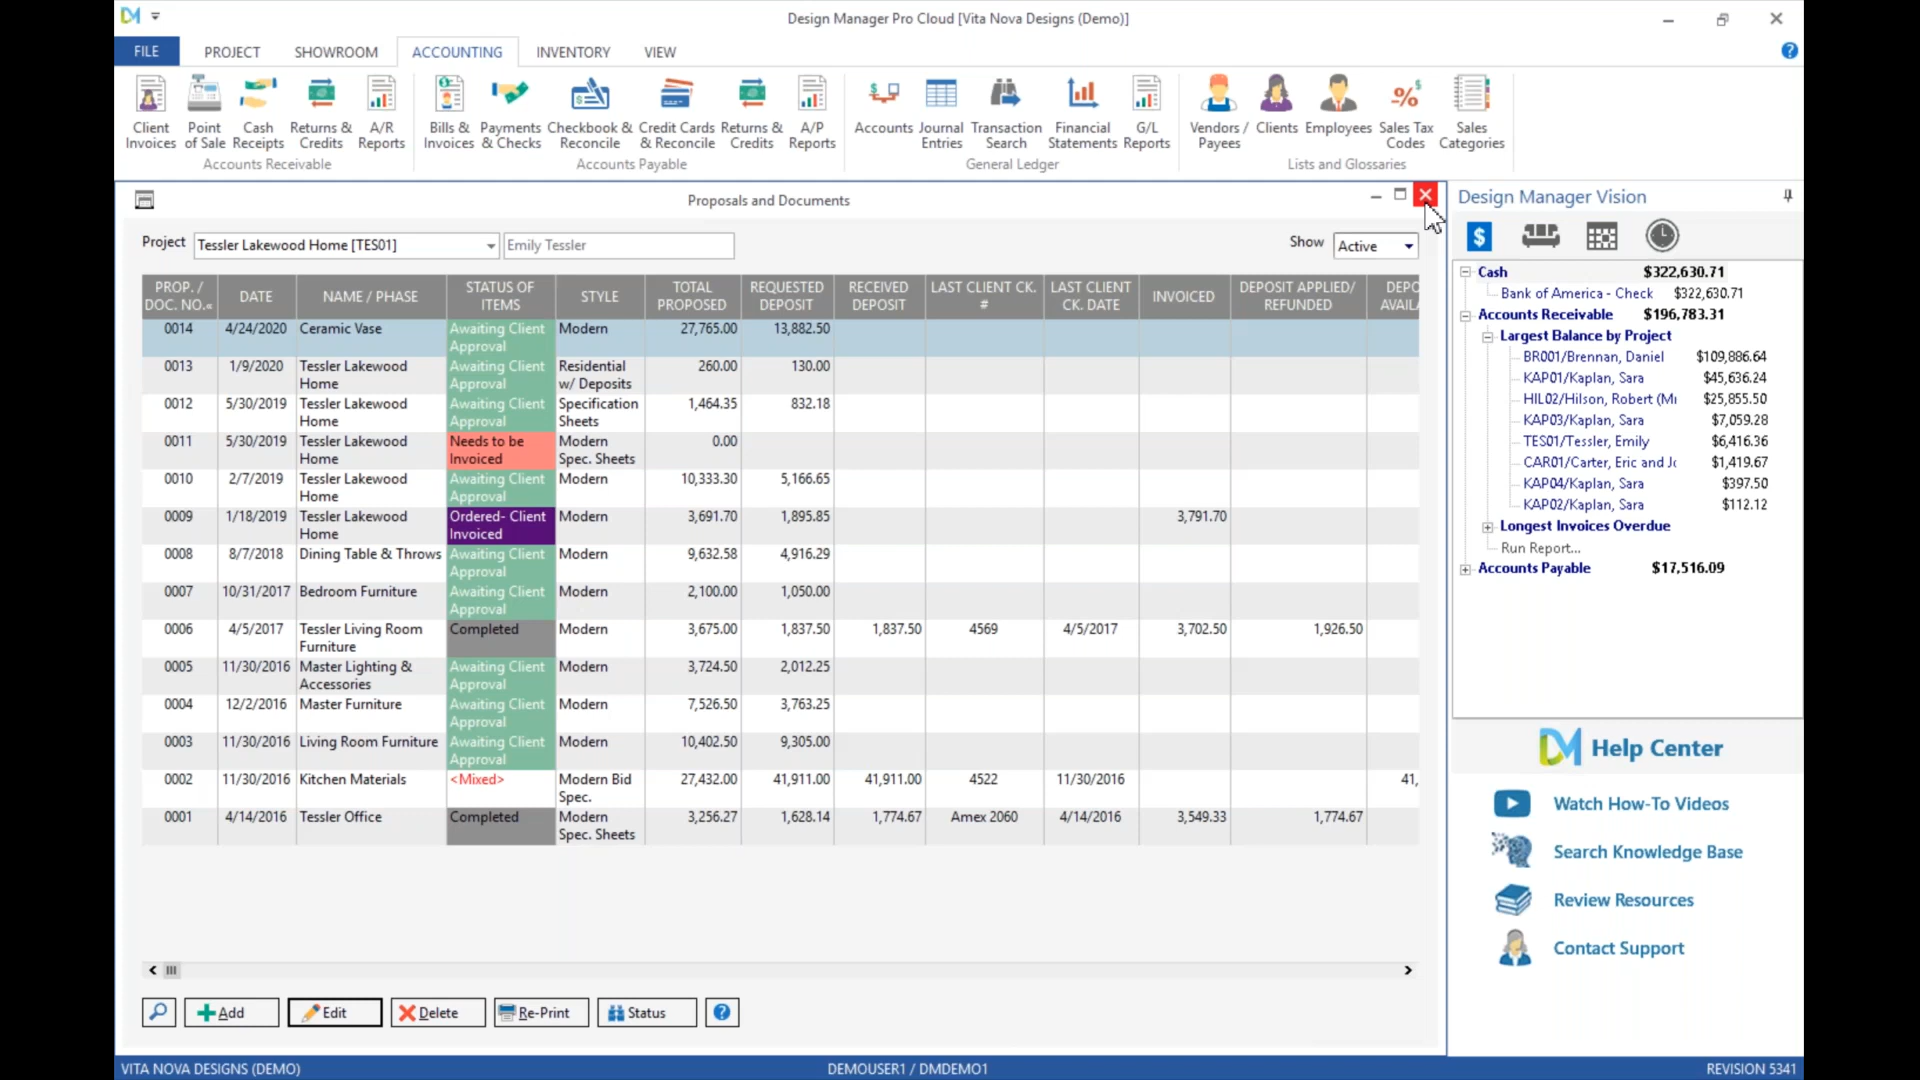 Design Manager Pro Cloud [Vita Nova Designs (Demo)]
FILE PROJECT SHOWROOM ACCOUNTING INVENTORY VIEW
Client Invoices
Point of Sale
Cash Receipts
Returns & Credits
A/R Reports
Accounts Receivable
Bills & Invoices
Payments & Checks
Checkbook & Reconcile
Credit Cards & Reconcile
Returns & Credits
A/P Reports
Accounts Payable
Accounts
Journal Entries
Transaction Search
Financial Statements
G/L Reports
General Ledger
Vendors / Payees
Clients
Employees
Sales Tax Codes
Sales Categories
Lists and Glossaries
Proposals and Documents
Project Tessler Lakewood Home [TES01] Emily Tessler Show Active
PROP. / DOC. NO.« DATE NAME / PHASE STATUS OF ITEMS STYLE TOTAL PROPOSED REQUESTED DEPOSIT RECEIVED DEPOSIT LAST CLIENT CK. # LAST CLIENT CK. DATE INVOICED DEPOSIT APPLIED/ REFUNDED
0014 4/24/2020 Ceramic Vase Awaiting Client Approval Modern 27,765.00 13,882.50
0013 1/9/2020 Tessler Lakewood Home Awaiting Client Approval Residential w/ Deposits 260.00 130.00
0012 5/30/2019 Tessler Lakewood Home Awaiting Client Approval Specification Sheets 1,464.35 832.18
0011 5/30/2019 Tessler Lakewood Home Needs to be Invoiced Modern Spec. Sheets 0.00
0010 2/7/2019 Tessler Lakewood Home Awaiting Client Approval Modern 10,333.30 5,166.65
0009 1/18/2019 Tessler Lakewood Home Ordered- Client Invoiced Modern 3,691.70 1,895.85 3,791.70
0008 8/7/2018 Dining Table & Throws Awaiting Client Approval Modern 9,632.58 4,916.29
0007 10/31/2017 Bedroom Furniture Awaiting Client Approval Modern 2,100.00 1,050.00
0006 4/5/2017 Tessler Living Room Furniture Completed Modern 3,675.00 1,837.50 1,837.50 4569 4/5/2017 3,702.50 1,926.50
0005 11/30/2016 Master Lighting & Accessories Awaiting Client Approval Modern 3,724.50 2,012.25
0004 12/2/2016 Master Furniture Awaiting Client Approval Modern 7,526.50 3,763.25
0003 11/30/2016 Living Room Furniture Awaiting Client Approval Modern 10,402.50 9,305.00
0002 11/30/2016 Kitchen Materials <Mixed> Modern Bid Spec. 27,432.00 41,911.00 41,911.00 4522 11/30/2016 41,
0001 4/14/2016 Tessler Office Completed Modern Spec. Sheets 3,256.27 1,628.14 1,774.67 Amex 2060 4/14/2016 3,549.33 1,774.67
Add Edit Delete Re-Print Status
Design Manager Vision
Cash $322,630.71
Bank of America - Check $322,630.71
Accounts Receivable $196,783.31
Largest Balance by Project
BR001/Brennan, Daniel $109,886.64
KAP01/Kaplan, Sara $45,636.24
HIL02/Hilson, Robert (Mr $25,855.50
KAP03/Kaplan, Sara $7,059.28
TES01/Tessler, Emily $6,416.36
CAR01/Carter, Eric and Jo $1,419.67
KAP04/Kaplan, Sara $397.50
KAP02/Kaplan, Sara $112.12
Longest Invoices Overdue
Run Report...
Accounts Payable $17,516.09
DM Help Center
Watch How-To Videos
Search Knowledge Base
Review Resources
Contact Support
VITA NOVA DESIGNS (DEMO) DEMOUSER1 / DMDEMO1 REVISION 5341